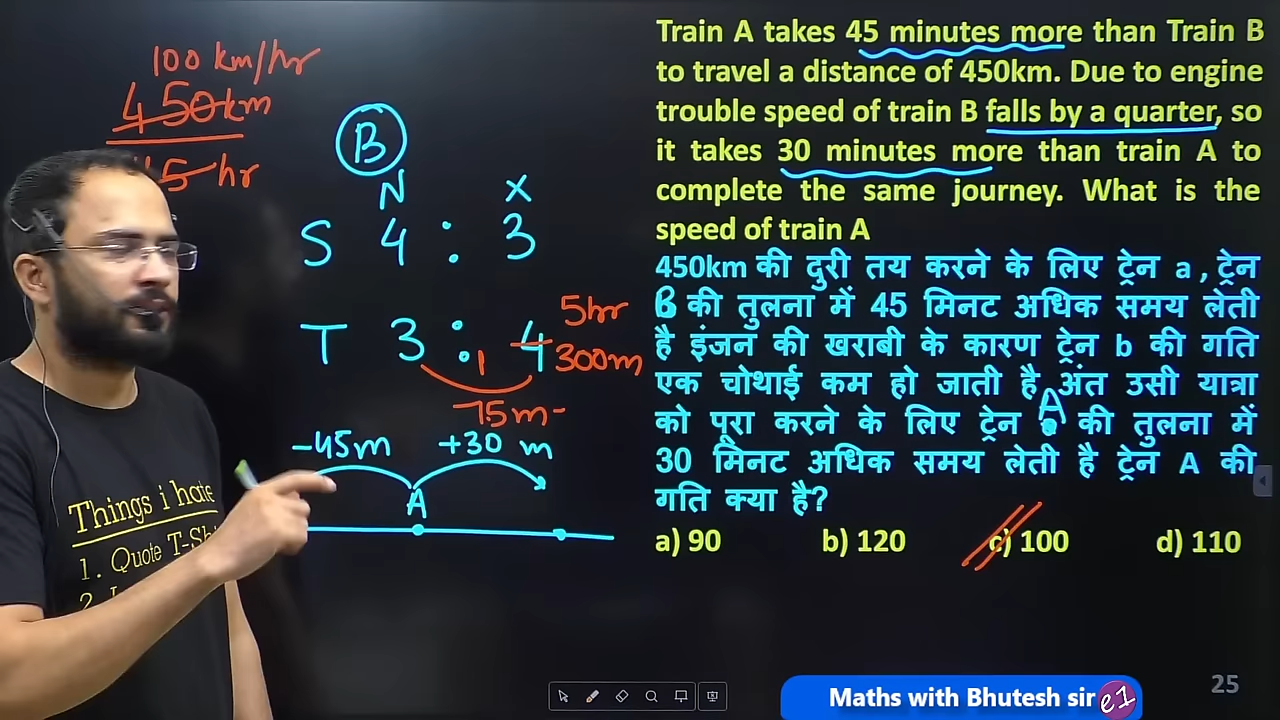 Train A takes 45 minutes more than Train B
to travel a distance of 450km. Due to engine
trouble speed of train B falls by a quarter, so
it takes 30 minutes more than train A to
complete the same journey. What is the
speed of train A
450km की दुरी तय करने के लिए ट्रेन a , ट्रेन
B की तुलना में 45 मिनट अधिक समय लेती
है इंजन की खराबी के कारण ट्रेन b की गति
एक चोथाई कम हो जाती है अंत उसी यात्रा
को पूरा करने के लिए ट्रेन A की तुलना में
30 मिनट अधिक समय लेती है ट्रेन A की
गति क्या है?
a) 90 b) 120 c) 100 d) 110
100 km/hr
450km
5 hr
B
N x
S 4 : 3
T 3 : 4
1
5hr
300m
75m-
-45m +30 m
A
Things i hate
1. Quote T-Sh
2.
25
Maths with Bhutesh sir e1